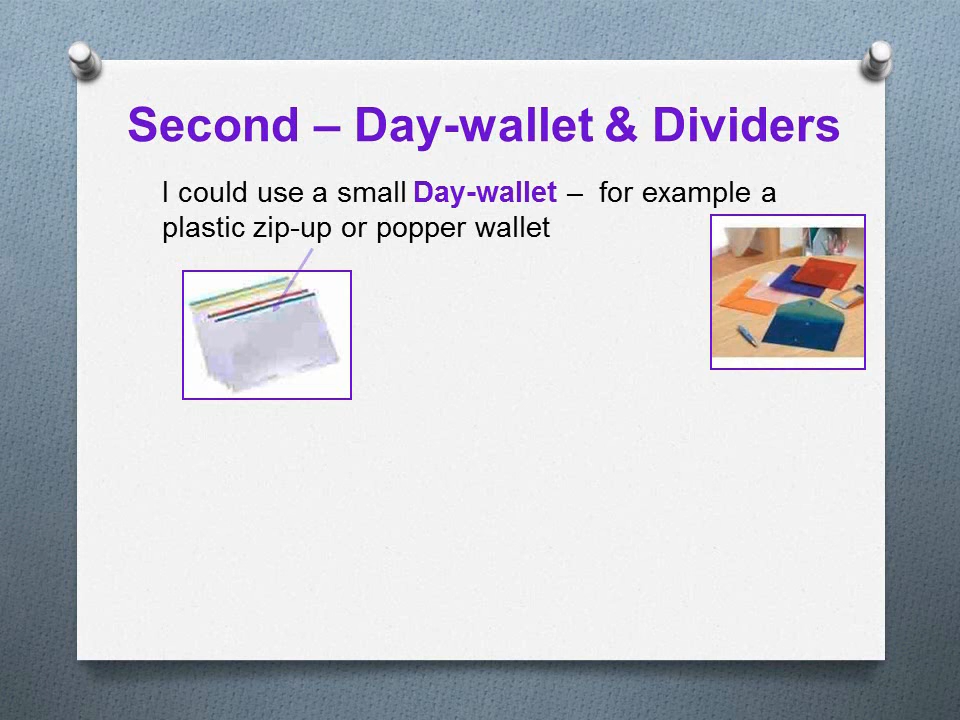 Second – Day-wallet & Dividers
I could use a small Day-wallet –  for example a
plastic zip-up or popper wallet